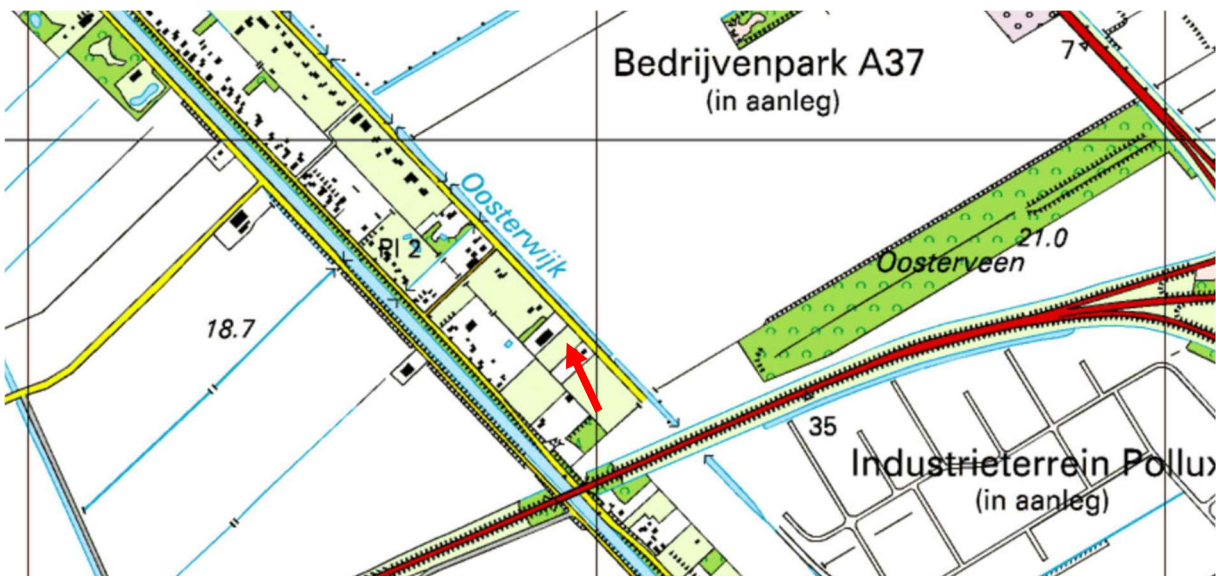 Bedrijvenpark A37
(in aanleg)
7
Oosterwijk
Pl 2
21.0
Oosterveen
18.7
35
Industrieterrein Pollux
(in aanleg)